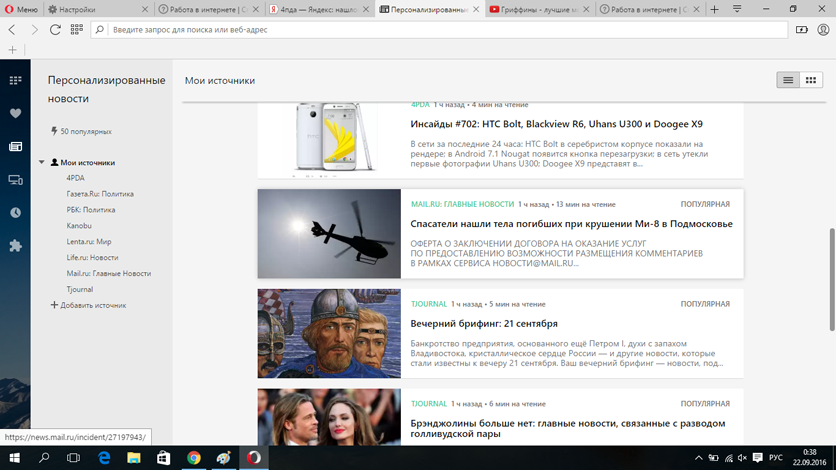 Меню
Настройки
Работа в интернете | С
4пда — Яндекс: нашло
Персонализированные
Гриффины - лучшие м
Работа в интернете | С
Введите запрос для поиска или веб-адрес
Персонализированные
новости
50 популярных
Мои источники
4PDA
Газета.Ru: Политика
РБК: Политика
Kanobu
Lenta.ru: Мир
Life.ru: Новости
Mail.ru: Главные Новости
Tjournal
Добавить источник
Мои источники
4PDA 1 ч назад • 4 мин на чтение
Инсайды #702: HTC Bolt, Blackview R6, Uhans U300 и Doogee X9
В сети за последние 24 часа: HTC Bolt в серебристом корпусе показали на
рендере; в Android 7.1 Nougat появится кнопка перезагрузки; в сеть утекли
первые фотографии Uhans U300; Doogee X9 представят в...
MAIL.RU: ГЛАВНЫЕ НОВОСТИ 1 ч назад • 13 мин на чтение ПОПУЛЯРНАЯ
Спасатели нашли тела погибших при крушении Ми-8 в Подмосковье
ОФЕРТА О ЗАКЛЮЧЕНИИ ДОГОВОРА НА ОКАЗАНИЕ УСЛУГ
ПО ПРЕДОСТАВЛЕНИЮ ВОЗМОЖНОСТИ РАЗМЕЩЕНИЯ КОММЕНТАРИЕВ
В РАМКАХ СЕРВИСА НОВОСТИ@MAIL.RU...
TJOURNAL 1 ч назад • 5 мин на чтение ПОПУЛЯРНАЯ
Вечерний брифинг: 21 сентября
Банкротство предприятия, основанного ещё Петром I, духи с запахом
Владивостока, кристаллическое сердце России — и другие новости, которые
стали известны к вечеру 21 сентября. Ваш вечерний брифинг — новости, под...
TJOURNAL 1 ч назад • 6 мин на чтение ПОПУЛЯРНАЯ
Брэнджолины больше нет: главные новости, связанные с разводом
голливудской пары
https://news.mail.ru/incident/27197943/
РУС
0:38
22.09.2016